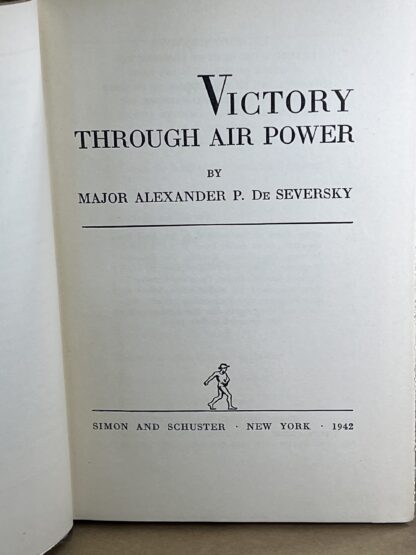 VICTORY
THROUGH AIR POWER
BY
MAJOR ALEXANDER P. DE SEVERSKY
SIMON AND SCHUSTER · NEW YORK · 1942